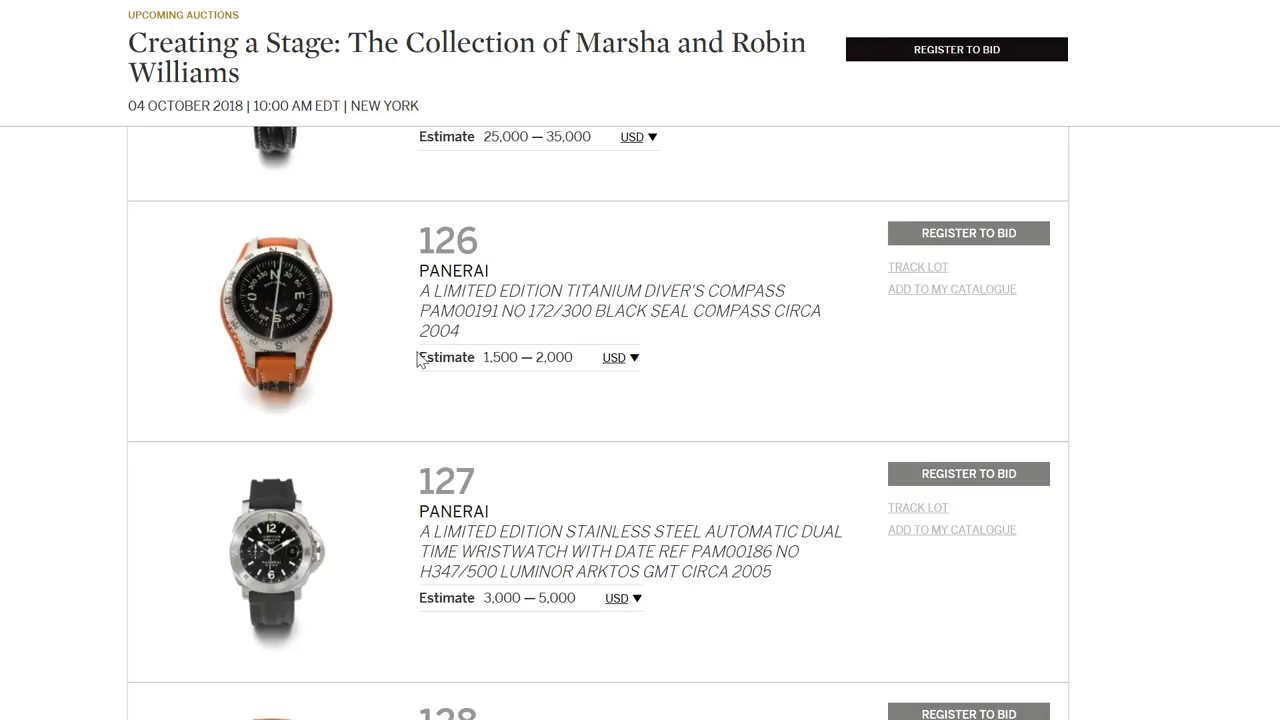 UPCOMING AUCTIONS
Creating a Stage: The Collection of Marsha and Robin
Williams
REGISTER TO BID
04 OCTOBER 2018 | 10:00 AM EDT | NEW YORK
Estimate 25,000 — 35,000 USD ▼
126
REGISTER TO BID
PANERAI
TRACK LOT
A LIMITED EDITION TITANIUM DIVER'S COMPASS
ADD TO MY CATALOGUE
PAM00191 NO 172/300 BLACK SEAL COMPASS CIRCA
2004
Estimate 1,500 — 2,000 USD ▼
127
REGISTER TO BID
PANERAI
TRACK LOT
A LIMITED EDITION STAINLESS STEEL AUTOMATIC DUAL
ADD TO MY CATALOGUE
TIME WRISTWATCH WITH DATE REF PAM00186 NO
H347/500 LUMINOR ARKTOS GMT CIRCA 2005
Estimate 3,000 — 5,000 USD ▼
128
REGISTER TO BID